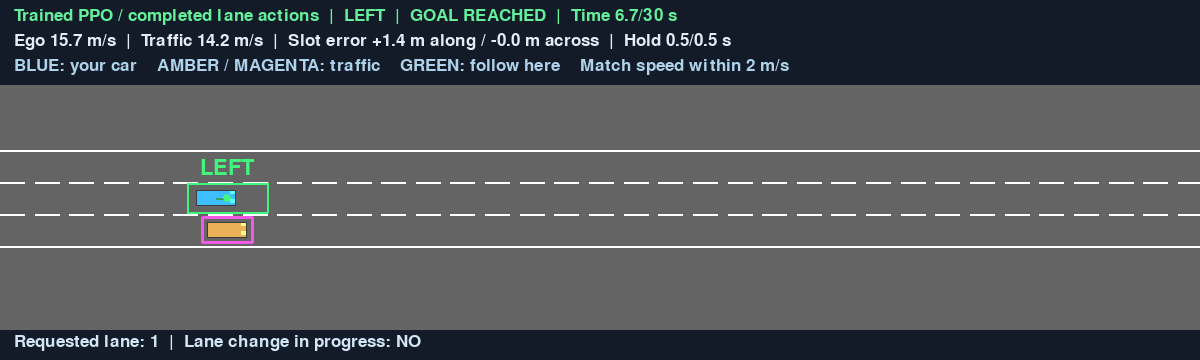 Trained PPO / completed lane actions | LEFT | GOAL REACHED | Time 6.7/30 s
Ego 15.7 m/s | Traffic 14.2 m/s | Slot error +1.4 m along / -0.0 m across | Hold 0.5/0.5 s
BLUE: your car AMBER / MAGENTA: traffic GREEN: follow here Match speed within 2 m/s
LEFT
Requested lane: 1 | Lane change in progress: NO